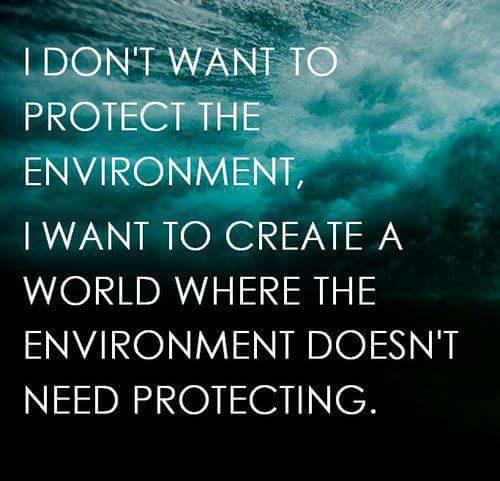 I DON'T WANT TO
PROTECT THE
ENVIRONMENT,
I WANT TO CREATE A
WORLD WHERE THE
ENVIRONMENT DOESN'T
NEED PROTECTING.